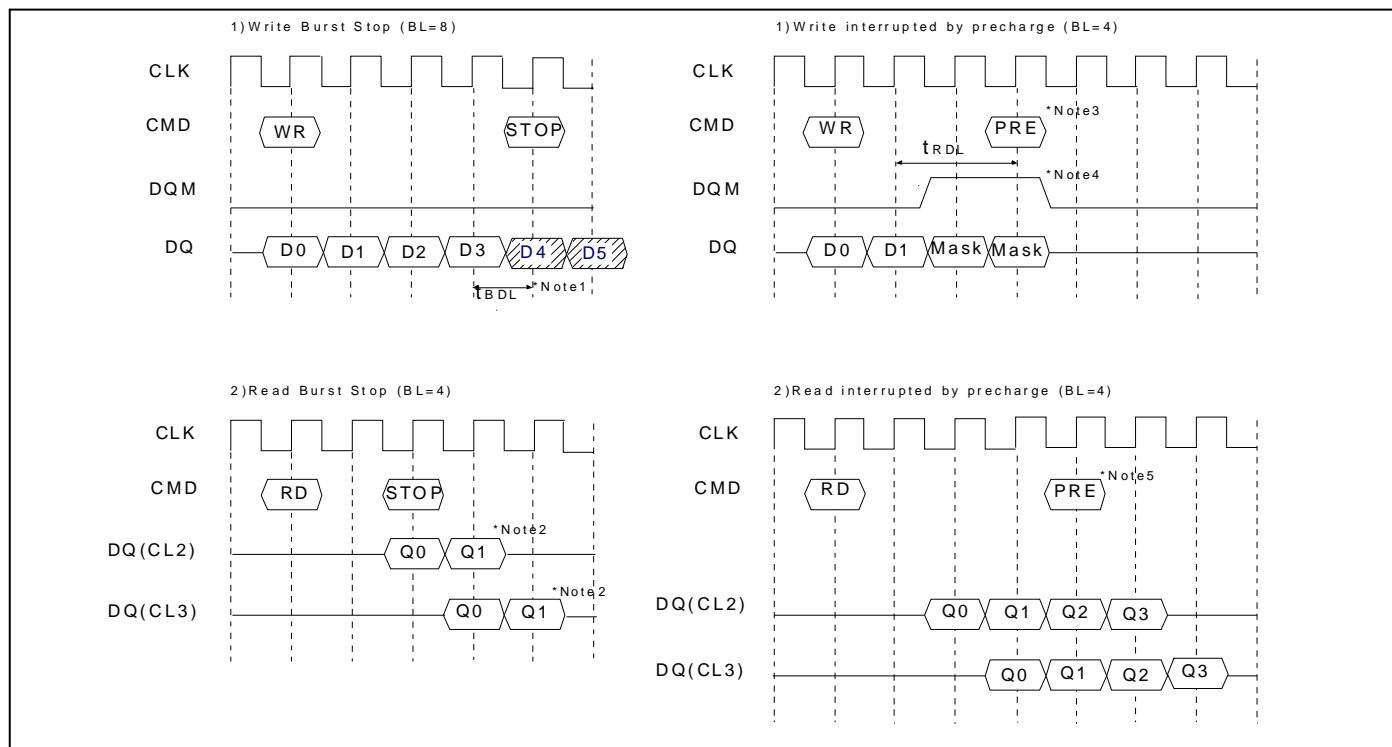 1)Write Burst Stop (BL=8)
CLK
CMD WR STOP
DQM
DQ D0 D1 D2 D3 D4 D5
tBDL *Note1
1)Write interrupted by precharge (BL=4)
CLK
CMD WR PRE *Note3
tRDL
DQM *Note4
DQ D0 D1 Mask Mask
2)Read Burst Stop (BL=4)
CLK
CMD RD STOP
DQ(CL2) Q0 Q1 *Note2
DQ(CL3) Q0 Q1 *Note2
2)Read interrupted by precharge (BL=4)
CLK
CMD RD PRE *Note5
DQ(CL2) Q0 Q1 Q2 Q3
DQ(CL3) Q0 Q1 Q2 Q3